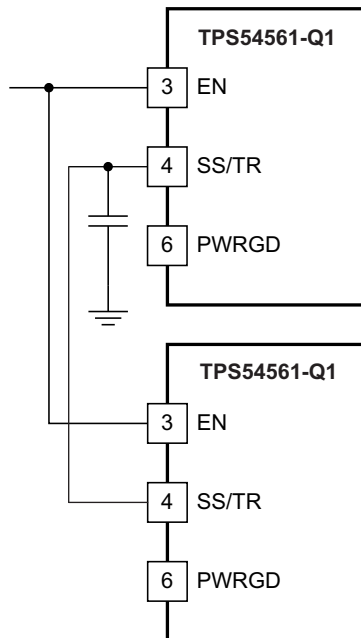 TPS54561-Q1
3 EN
4 SS/TR
6 PWRGD
TPS54561-Q1
3 EN
4 SS/TR
6 PWRGD